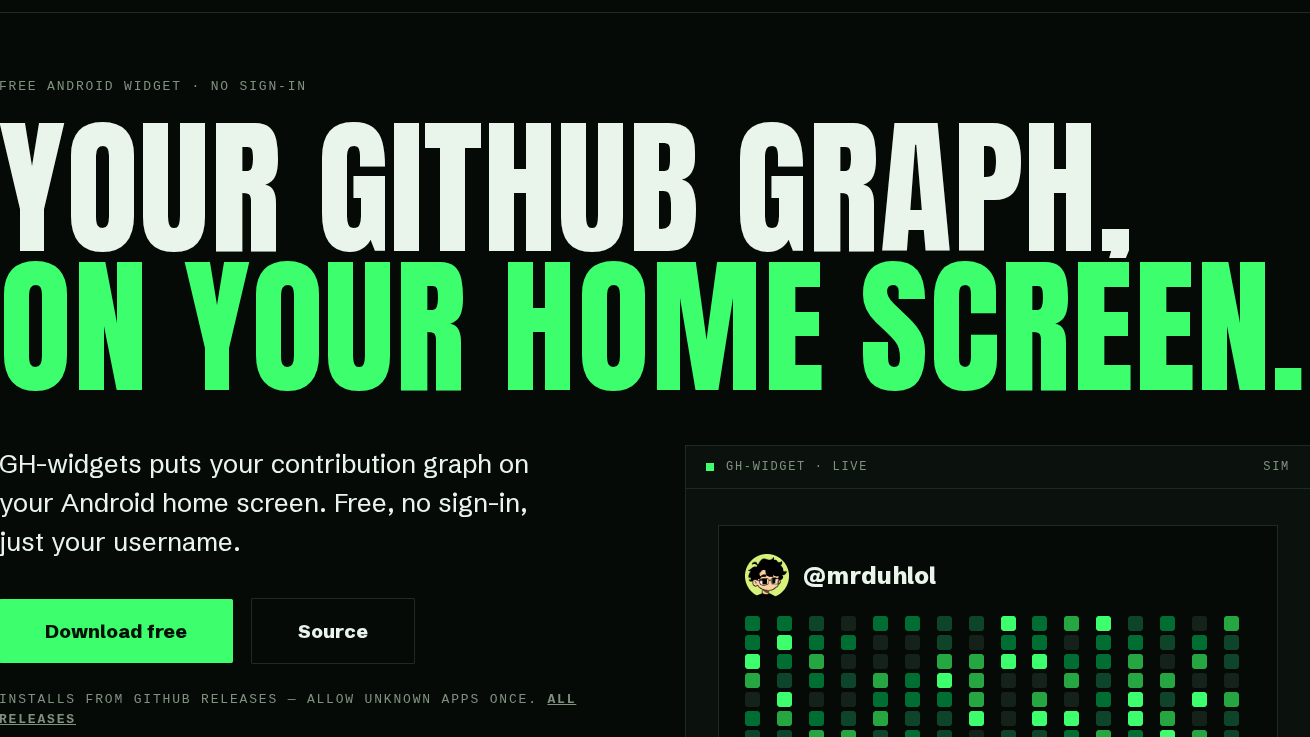 FREE ANDROID WIDGET · NO SIGN-IN
YOUR GITHUB GRAPH,
ON YOUR HOME SCREEN.
GH-widgets puts your contribution graph on
your Android home screen. Free, no sign-in,
just your username.
Download free
Source
INSTALLS FROM GITHUB RELEASES — ALLOW UNKNOWN APPS ONCE. ALL
RELEASES
GH-WIDGET · LIVE
SIM
@mrduhlol